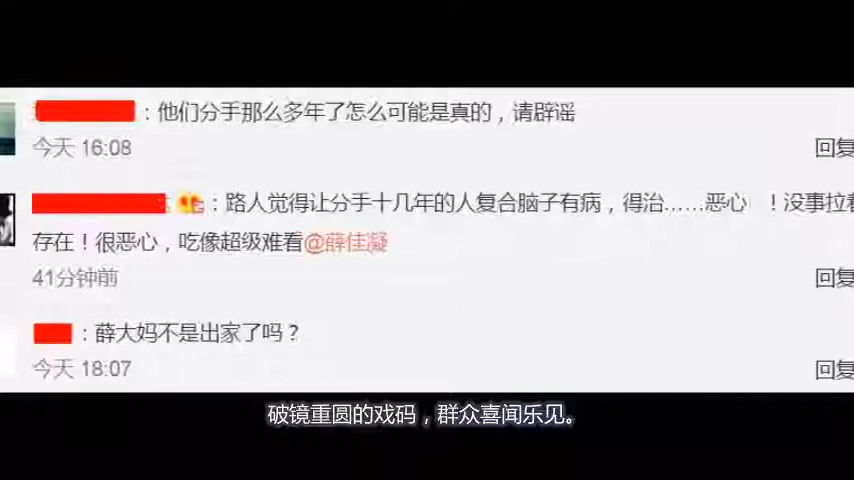 ：他们分手那么多年了怎么可能是真的，请辟谣
今天 16:08
回复
：路人觉得让分手十几年的人复合脑子有病，得治......恶心 ！没事拉着
存在！很恶心，吃像超级难看@薛佳凝
41分钟前
回复
：薛大妈不是出家了吗？
今天 18:07
回复
破镜重圆的戏码，群众喜闻乐见。